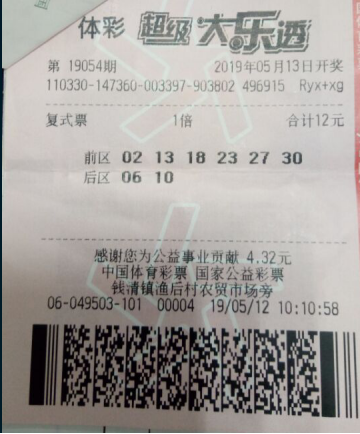 体彩 超级大乐透
第 19054期 2019年05月13日开奖
110330-147360-003397-903802 496915 Ryx+xg
复式票 1倍 合计12元
前区 02 13 18 23 27 30
后区 06 10
感谢您为公益事业贡献 4.32元
中国体育彩票 国家公益彩票
钱清镇渔后村农贸市场旁
06-049503-101 00004 19/05/12 10:10:58